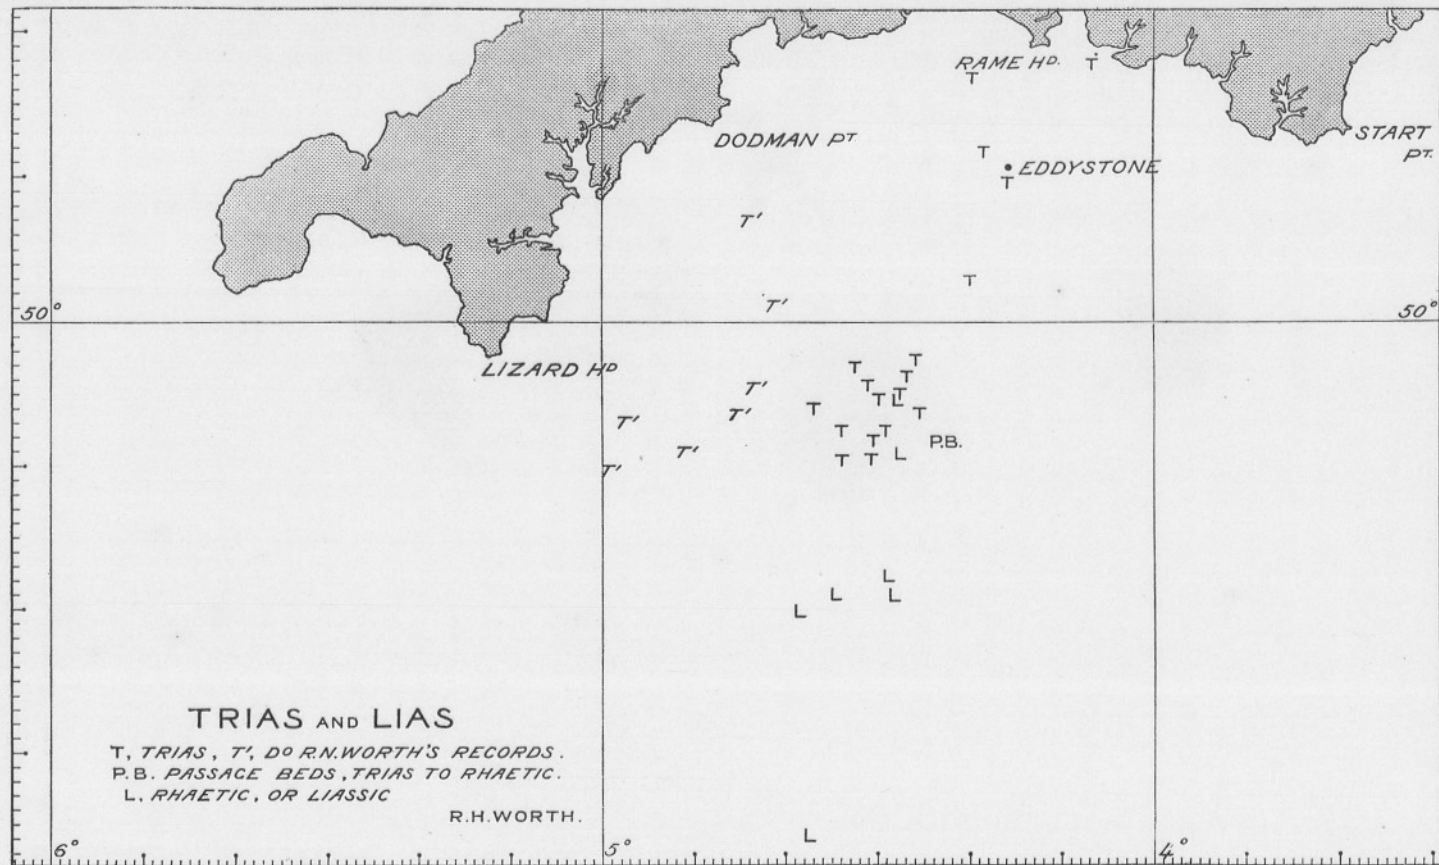 RAME HD.
T
T
DODMAN PT.
START
PT.
T
EDDYSTONE
T
T'
T
T'
50°
50°
LIZARD HD
T
T
T
T'
T
T
T
L
T'
T
T
T'
T
T
P.B.
T
T'
T
T
L
T'
L
L
L
L
TRIAS AND LIAS
T, TRIAS, T', DO R.N.WORTH'S RECORDS.
P.B. PASSAGE BEDS, TRIAS TO RHAETIC.
L, RHAETIC, OR LIASSIC
R.H.WORTH.
L
6°
5°
4°